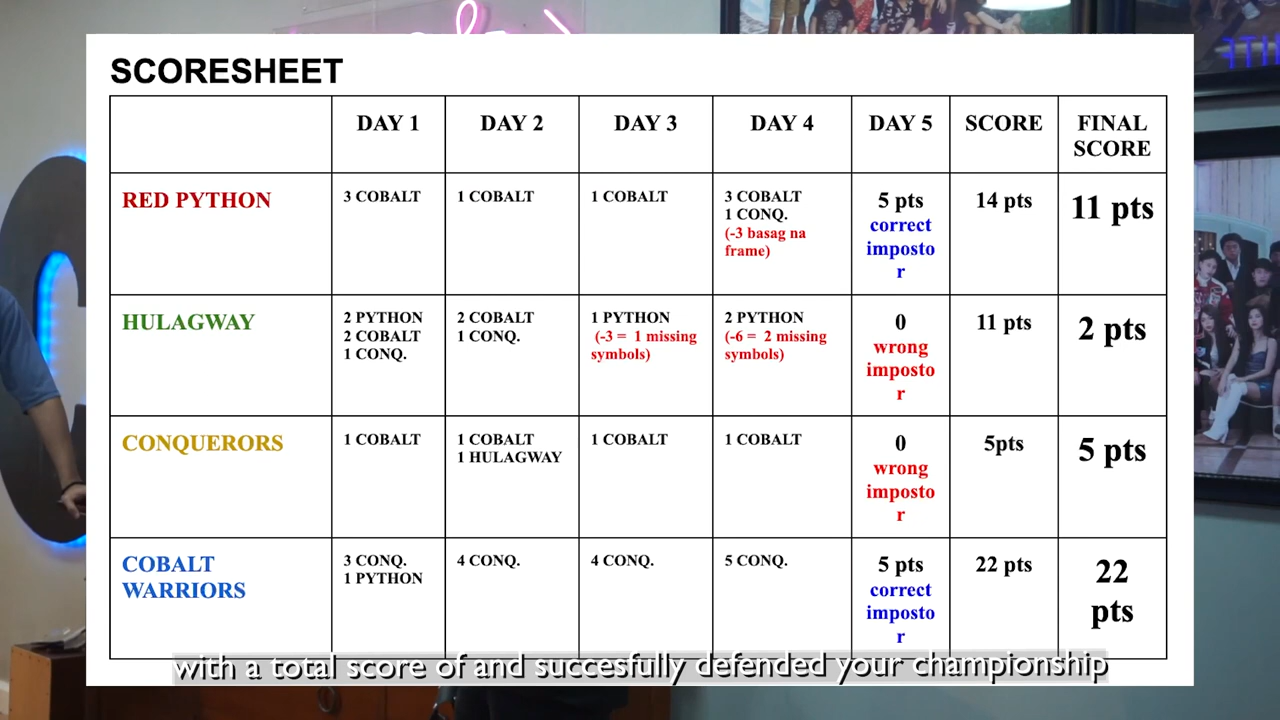 SCORESHEET
DAY 1 DAY 2 DAY 3 DAY 4 DAY 5 SCORE FINAL
SCORE
RED PYTHON
3 COBALT
1 COBALT
1 COBALT
3 COBALT
1 CONQ.
(-3 basag na
frame)
5 pts
correct
imposto
r
14 pts
11 pts
HULAGWAY
2 PYTHON
2 COBALT
1 CONQ.
2 COBALT
1 CONQ.
1 PYTHON
(-3 = 1 missing
symbols)
2 PYTHON
(-6 = 2 missing
symbols)
0
wrong
imposto
r
11 pts
2 pts
CONQUERORS
1 COBALT
1 COBALT
1 HULAGWAY
1 COBALT
1 COBALT
0
wrong
imposto
r
5pts
5 pts
COBALT
WARRIORS
3 CONQ.
1 PYTHON
4 CONQ.
4 CONQ.
5 CONQ.
5 pts
correct
imposto
r
22 pts
22
pts
with a total score of and succesfully defended your championship